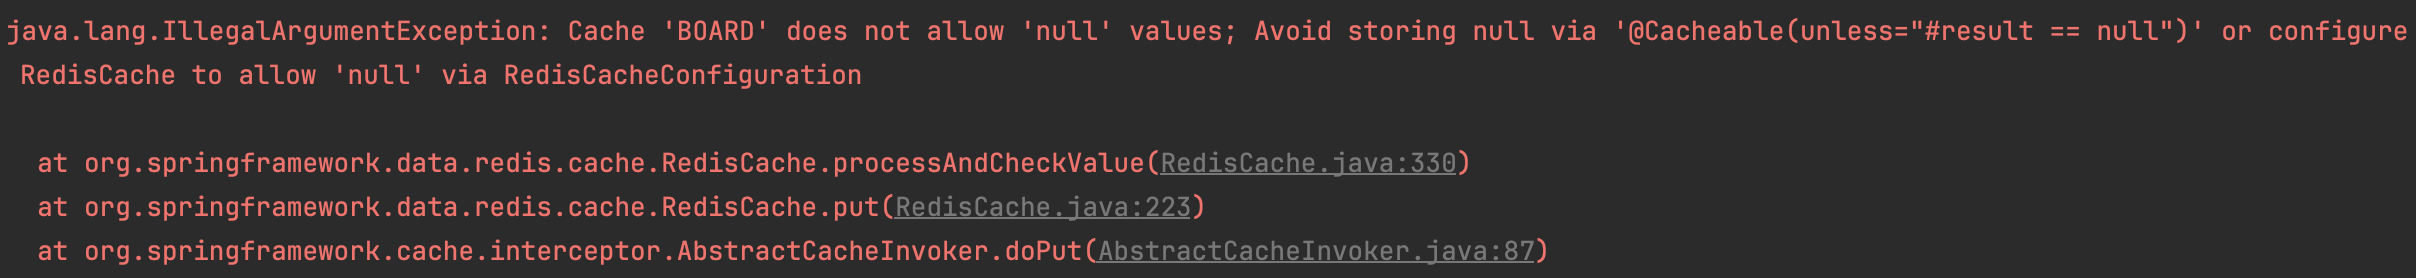 java.lang.IllegalArgumentException: Cache 'BOARD' does not allow 'null' values; Avoid storing null via '@Cacheable(unless="#result == null")' or configure
RedisCache to allow 'null' via RedisCacheConfiguration
at org.springframework.data.redis.cache.RedisCache.processAndCheckValue(RedisCache.java:330)
at org.springframework.data.redis.cache.RedisCache.put(RedisCache.java:223)
at org.springframework.cache.interceptor.AbstractCacheInvoker.doPut(AbstractCacheInvoker.java:87)